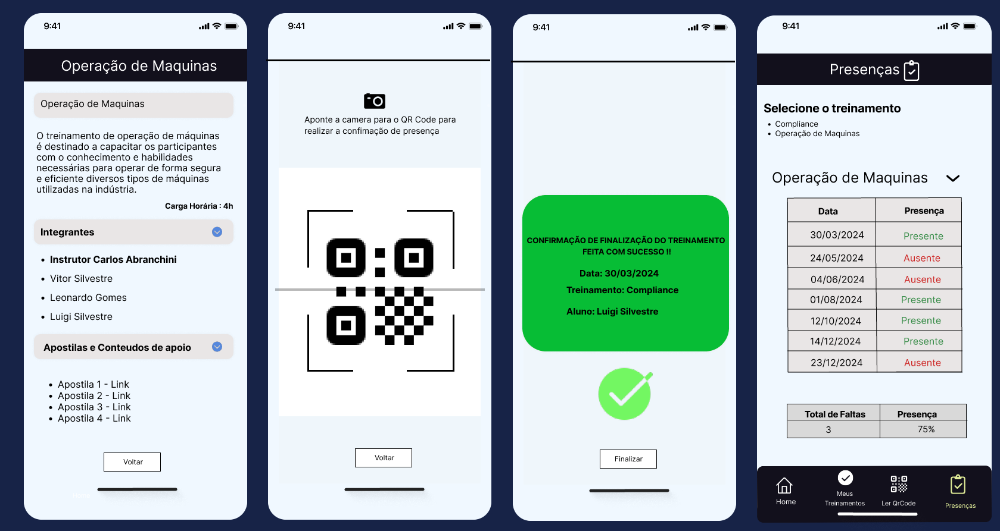 9:41
Operação de Maquinas
Operação de Maquinas
O treinamento de operação de máquinas
é destinado a capacitar os participantes
com o conhecimento e habilidades
necessárias para operar de forma segura
e eficiente diversos tipos de máquinas
utilizadas na indústria.
Carga Horária : 4h
Integrantes
• Instrutor Carlos Abranchini
• Vitor Silvestre
• Leonardo Gomes
• Luigi Silvestre
Apostilas e Conteudos de apoio
• Apostila 1 - Link
• Apostila 2 - Link
• Apostila 3 - Link
• Apostila 4 - Link
Voltar
Home
9:41
Aponte a camera para o QR Code para
realizar a confimação de presença
Voltar
9:41
CONFIRMAÇÃO DE FINALIZAÇÃO DO TREINAMENTO
FEITA COM SUCESSO !!
Data: 30/03/2024
Treinamento: Compliance
Aluno: Luigi Silvestre
Finalizar
9:41
Presenças
Selecione o treinamento
• Compliance
• Operação de Maquinas
Operação de Maquinas
Data Presença
30/03/2024 Presente
24/05/2024 Ausente
04/06/2024 Ausente
01/08/2024 Presente
12/10/2024 Presente
14/12/2024 Presente
23/12/2024 Ausente
Total de Faltas Presença
3 75%
Home
Meus
Treinamentos
Ler QrCode
Presenças